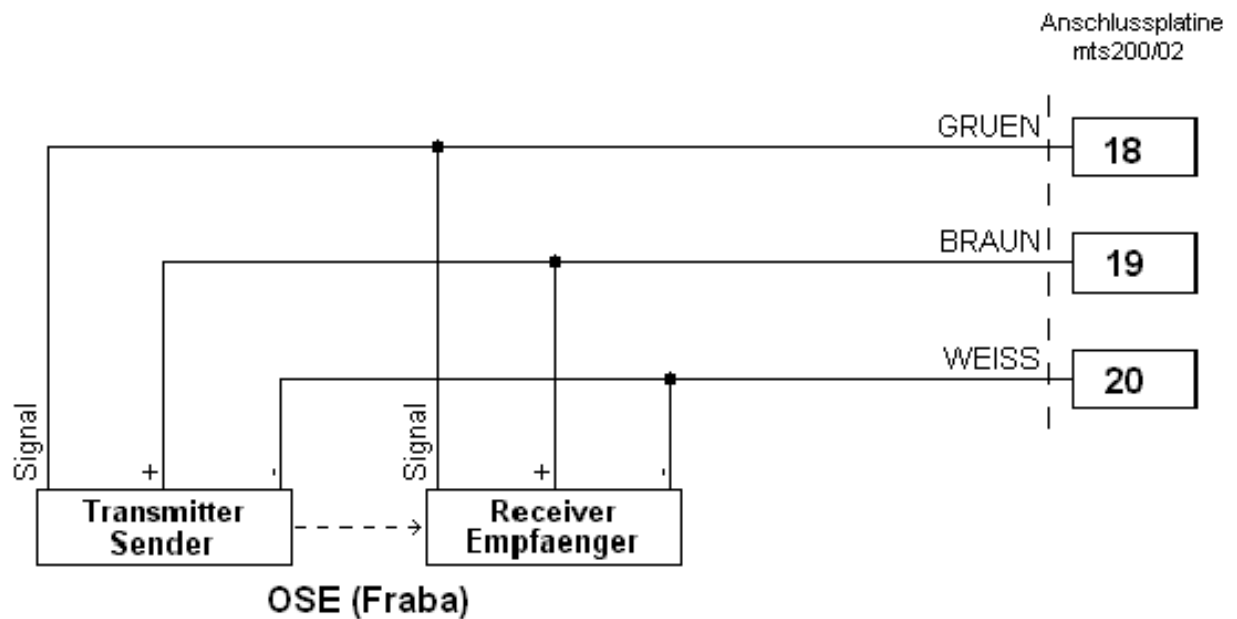 Anschlussplatine
mts200/02
GRUEN
18
BRAUN
19
WEISS
20
Signal
+
-
Signal
+
-
Transmitter
Sender
Receiver
Empfaenger
OSE (Fraba)